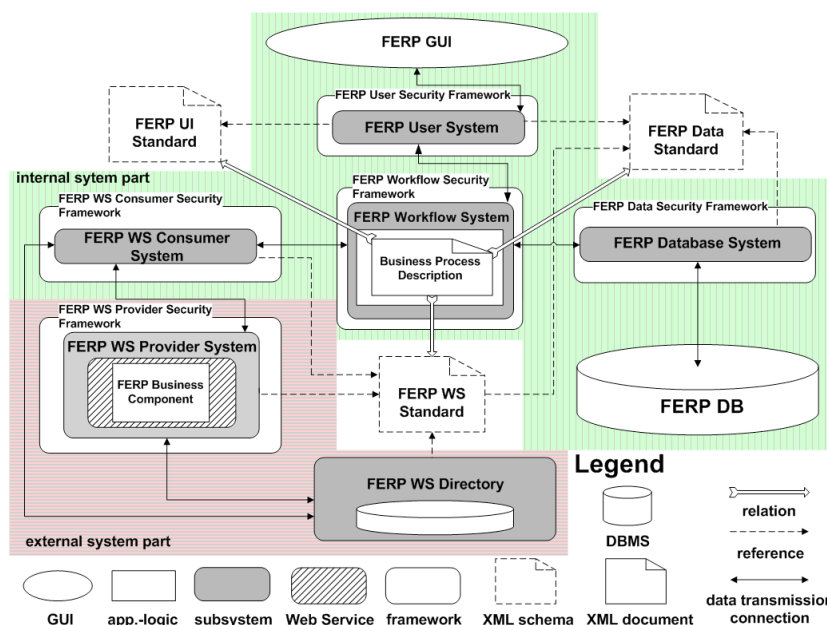 FERP GUI
FERP User Security Framework
FERP User System
FERP UI
Standard
FERP Data
Standard
internal sytem part
FERP WS Consumer Security
Framework
FERP WS Consumer
System
FERP Workflow Security
Framework
FERP Workflow System
Business Process
Description
FERP Data Security Framework
FERP Database System
FERP WS Provider Security
Framework
FERP WS Provider System
FERP Business
Component
FERP WS
Standard
FERP DB
FERP WS Directory
external system part
Legend
DBMS
relation
reference
data transmission
connection
GUI
app.-logic
subsystem
Web Service
framework
XML schema
XML document